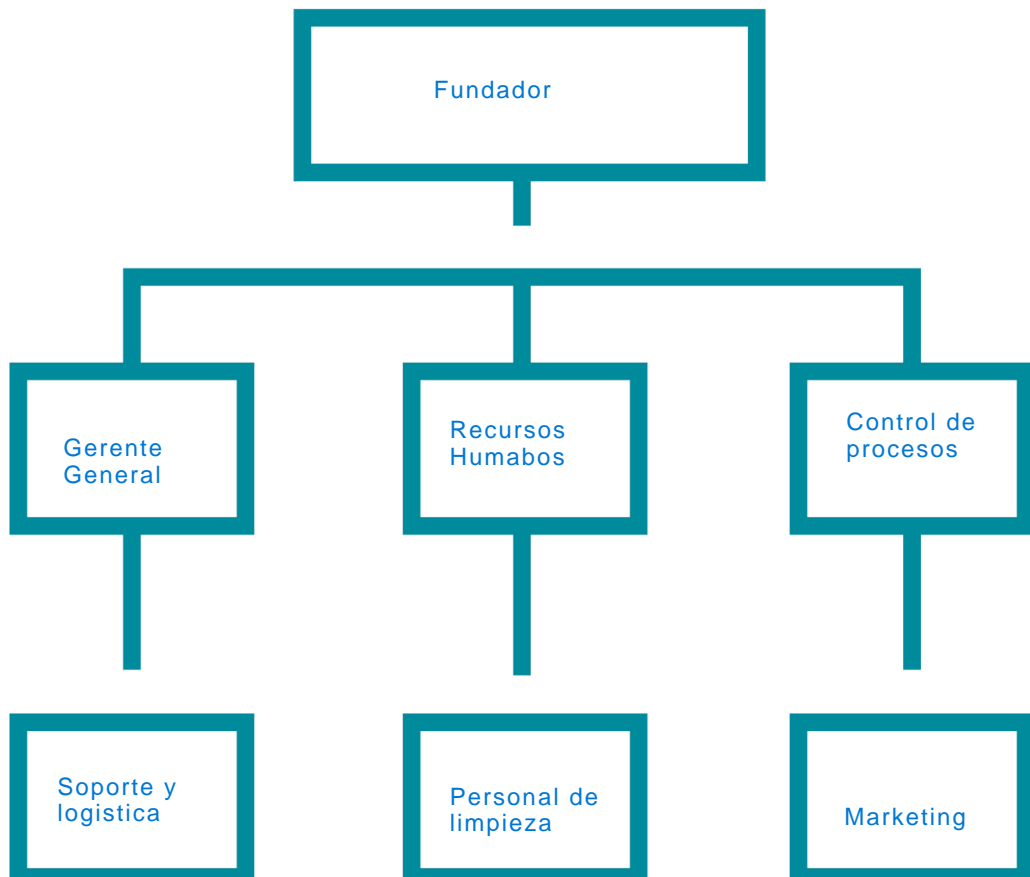 Fundador
Gerente
General
Recursos
Humabos
Control de
procesos
Soporte y
logistica
Personal de
limpieza
Marketing